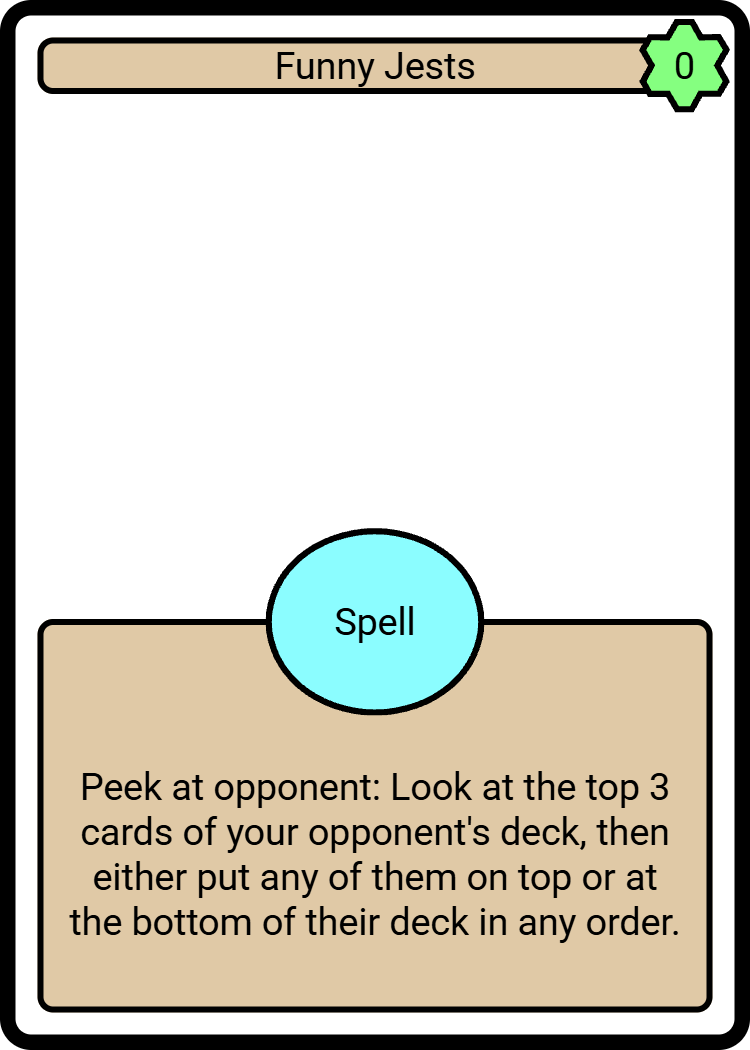 Funny Jests
0
Spell
Peek at opponent: Look at the top 3
cards of your opponent's deck, then
either put any of them on top or at
the bottom of their deck in any order.